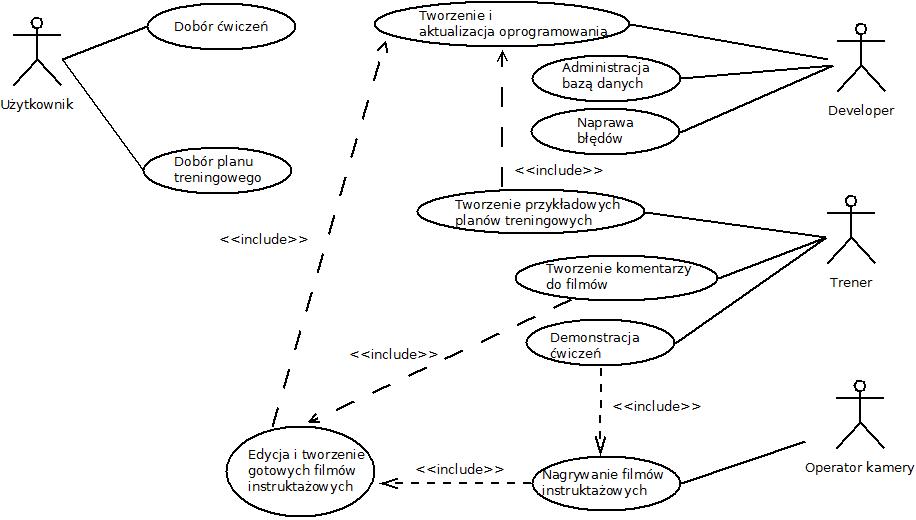 Użytkownik
Dobór ćwiczeń
Dobór planu
treningowego
Tworzenie i
aktualizacja oprogramowania
Administracja
bazą danych
Naprawa
błędów
Developer
<<include>>
Tworzenie przykładowych
planów treningowych
<<include>>
Tworzenie komentarzy
do filmów
Trener
Demonstracja
ćwiczeń
<<include>>
<<include>>
Edycja i tworzenie
gotowych filmów
instruktażowych
<<include>>
Nagrywanie filmów
instruktażowych
Operator kamery